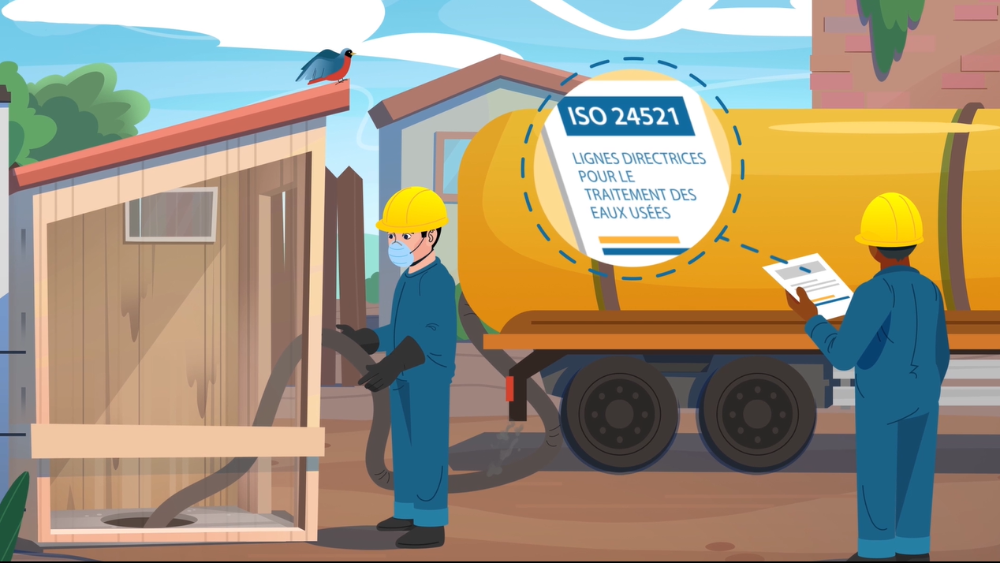 ISO 24521
LIGNES DIRECTRICES
POUR LE
TRAITEMENT DES
EAUX USÉES